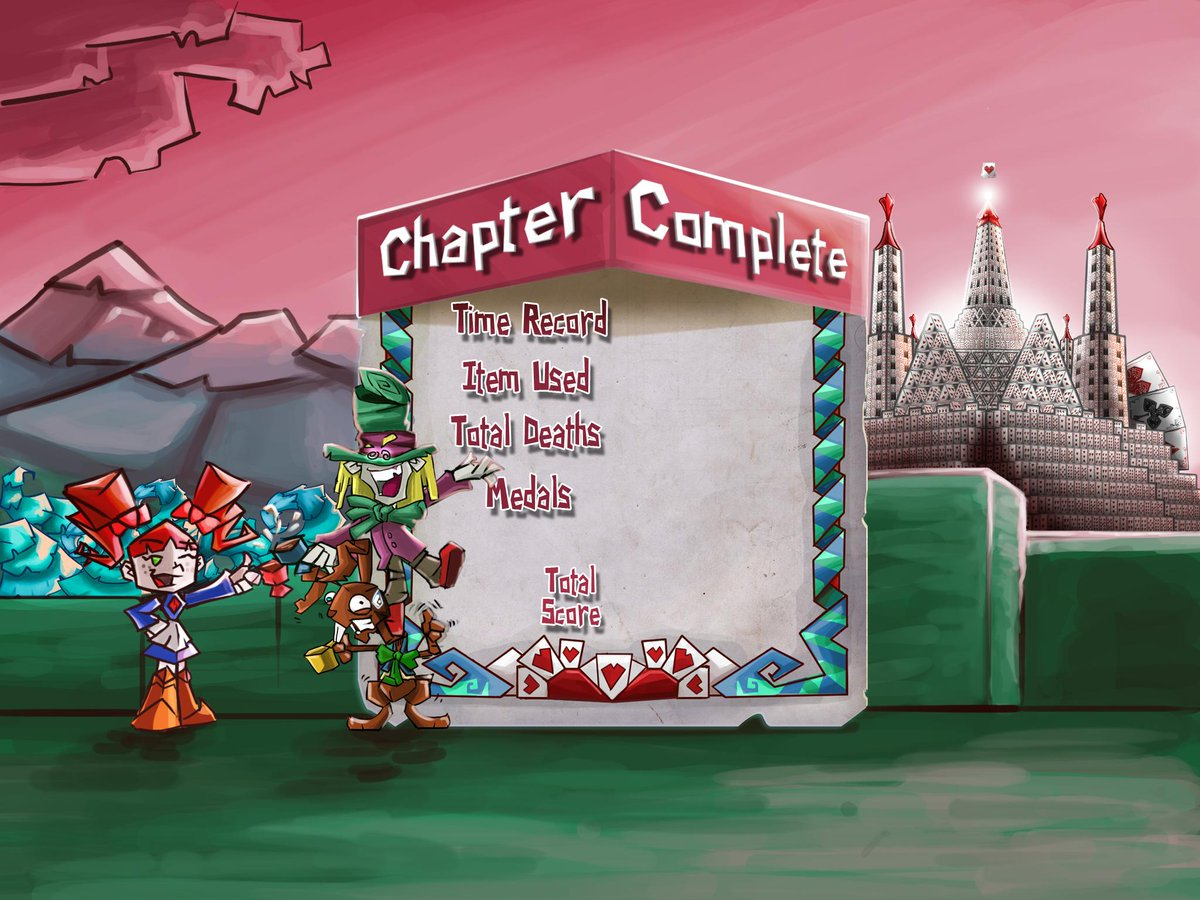 Chapter Complete
Time Record
Item Used
Total Deaths
Medals
Total
Score